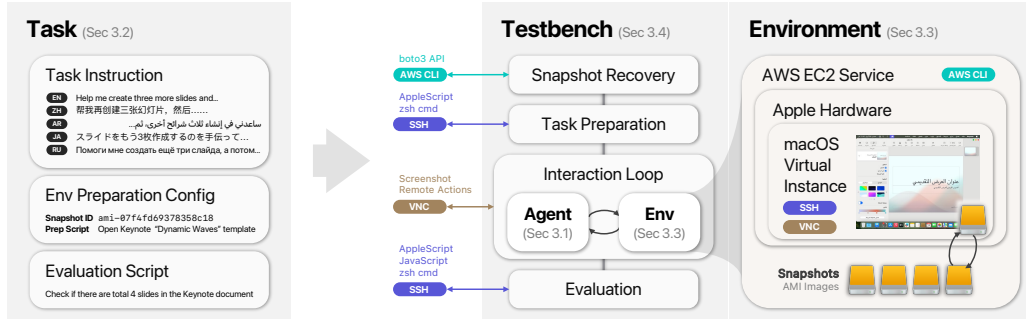 Task (Sec 3.2)
Task Instruction
EN Help me create three more slides and...
ZH 帮我再创建三张幻灯片，然后……
AR ساعدني في إنشاء ثلاث شرائح أخرى، ثم...
JA スライドをもう3枚作成するのを手伝って...
RU Помоги мне создать ещё три слайда, а потом...
Env Preparation Config
Snapshot ID ami-07f4fd69378358c18
Prep Script Open Keynote “Dynamic Waves” template
Evaluation Script
Check if there are total 4 slides in the Keynote document
Testbench (Sec 3.4)
boto3 API
AWS CLI
Snapshot Recovery
AppleScript
zsh cmd
SSH
Task Preparation
Screenshot
Remote Actions
VNC
Interaction Loop
Agent
(Sec 3.1)
Env
(Sec 3.3)
AppleScript
JavaScript
zsh cmd
SSH
Evaluation
Environment (Sec 3.3)
AWS EC2 Service
AWS CLI
Apple Hardware
macOS
Virtual
Instance
SSH
VNC
عنوان العرض التقديمي
Snapshots
AMI Images